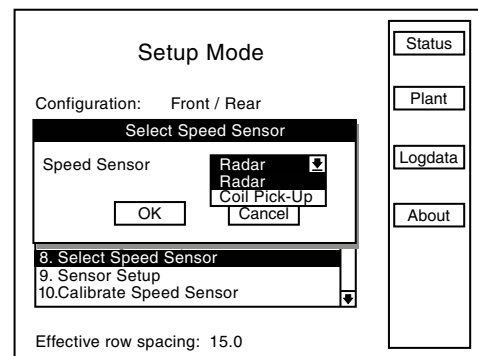 Setup Mode
Configuration: Front / Rear
Select Speed Sensor
Speed Sensor Radar
Radar
Coil Pick-Up
OK Cancel
8. Select Speed Sensor
9. Sensor Setup
10.Calibrate Speed Sensor
Effective row spacing: 15.0
Status
Plant
Logdata
About